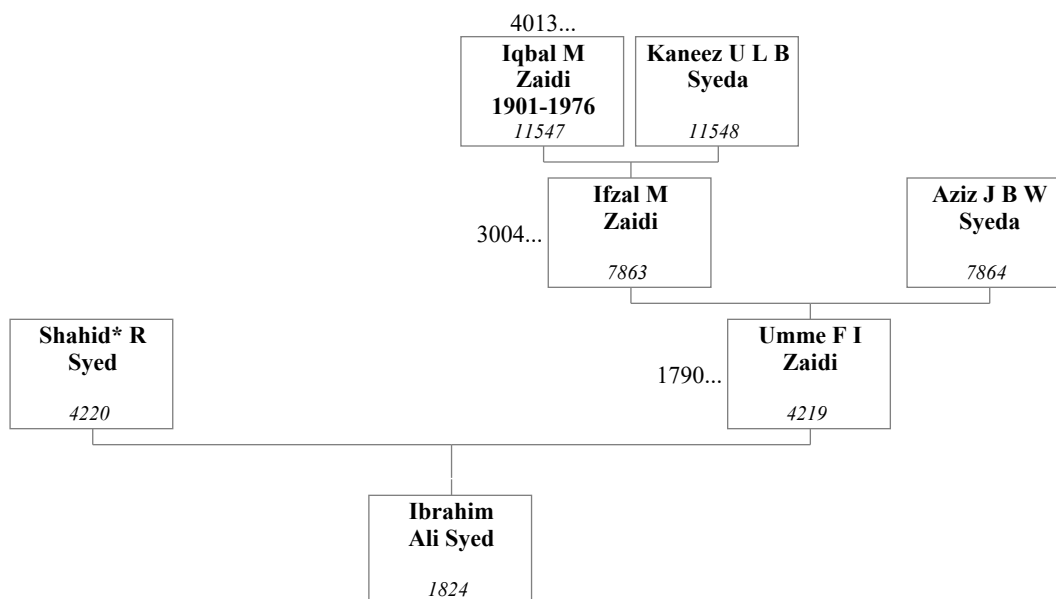 4013...
Iqbal M
Zaidi
1901-1976
11547
Kaneez U L B
Syeda
11548
3004...
Ifzal M
Zaidi
7863
Aziz J B W
Syeda
7864
Shahid* R
Syed
4220
1790...
Umme F I
Zaidi
4219
Ibrahim
Ali Syed
1824